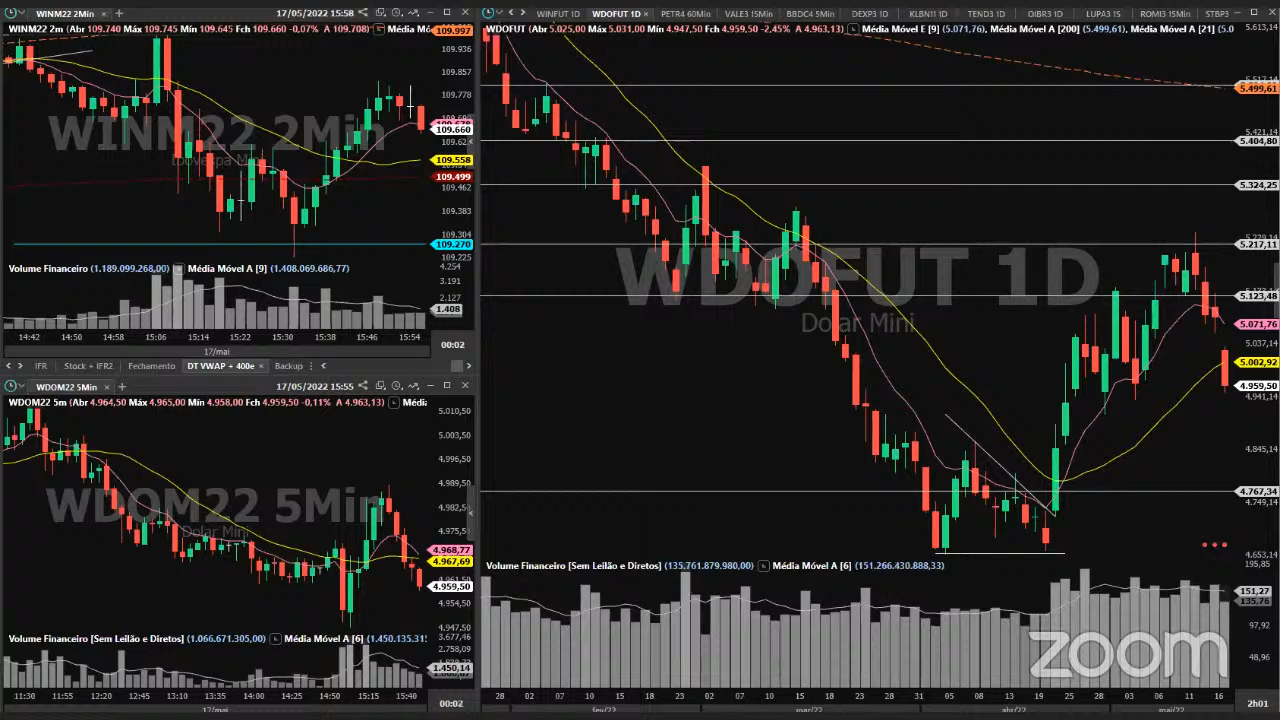 WINM22 2Min
17/05/2022 15:58
WINM22 2m (Abr 109.740 Máx 109.745 Mín 109.645 Fch 109.660 -0,07% A 109.708) Média Mó
109.997
109.936
109.857
109.778
109.660
109.558
109.499
109.462
109.383
109.304
109.270
109.225
WINM22 2Min
Volume Financeiro (1.189.099.268,00) Média Móvel A [9] (1.408.069.686,77)
4.254
3.191
2.127
1.408
14:42 14:50 14:58 15:06 15:14 15:22 15:30 15:38 15:46 15:54
17/mai
00:02
IFR Stock + IFR2 Fechamento DT VWAP + 400e Backup
WDOM22 5Min
17/05/2022 15:55
WDOM22 5m (Abr 4.964,50 Máx 4.965,00 Mín 4.958,00 Fch 4.959,50 -0,11% A 4.963,13) Média
5.010,50
5.003,50
4.996,50
4.989,50
4.982,50
4.975,50
4.968,77
4.967,69
4.959,50
4.954,50
4.947,50
WDOM22 5Min
Dolar Mini
Volume Financeiro [Sem Leilão e Diretos] (1.066.671.305,00) Média Móvel A [6] (1.450.135.315
3.677,46
2.758,09
1.450,14
11:30 11:55 12:20 12:45 13:10 13:35 14:00 14:25 14:50 15:15 15:40
17/mai
00:02
WINFUT 1D WDOFUT 1D PETR4 60Min VALE3 15Min BBDC4 5Min DEXP3 1D KLBN11 1D TEND3 1D OIBR3 1D LUPA3 1S ROMI3 15Min STBP3
WDOFUT (Abr 5.025,00 Máx 5.031,00 Mín 4.947,50 Fch 4.959,50 -2,45% A 4.963,13) Média Móvel E [9] (5.071,76) Média Móvel A [200] (5.499,61), Média Móvel A [21] (5.0
5.613,14
5.499,61
5.421,14
5.404,80
5.324,25
5.217,11
5.123,48
5.071,76
5.037,14
5.002,92
4.959,50
4.941,14
4.845,14
4.767,34
4.749,14
4.653,14
WDOFUT 1D
Dolar Mini
Volume Financeiro [Sem Leilão e Diretos] (135.761.879.980,00) Média Móvel A [6] (151.266.430.888,33)
195,85
151,27
135,76
97,92
48,96
28 02 07 10 15 18 23 02 07 10 15 18 23 28 31 05 08 13 19 25 28 03 06 11 16
fev/22 mar/22 abr/22 mai/22
2h01
zoom